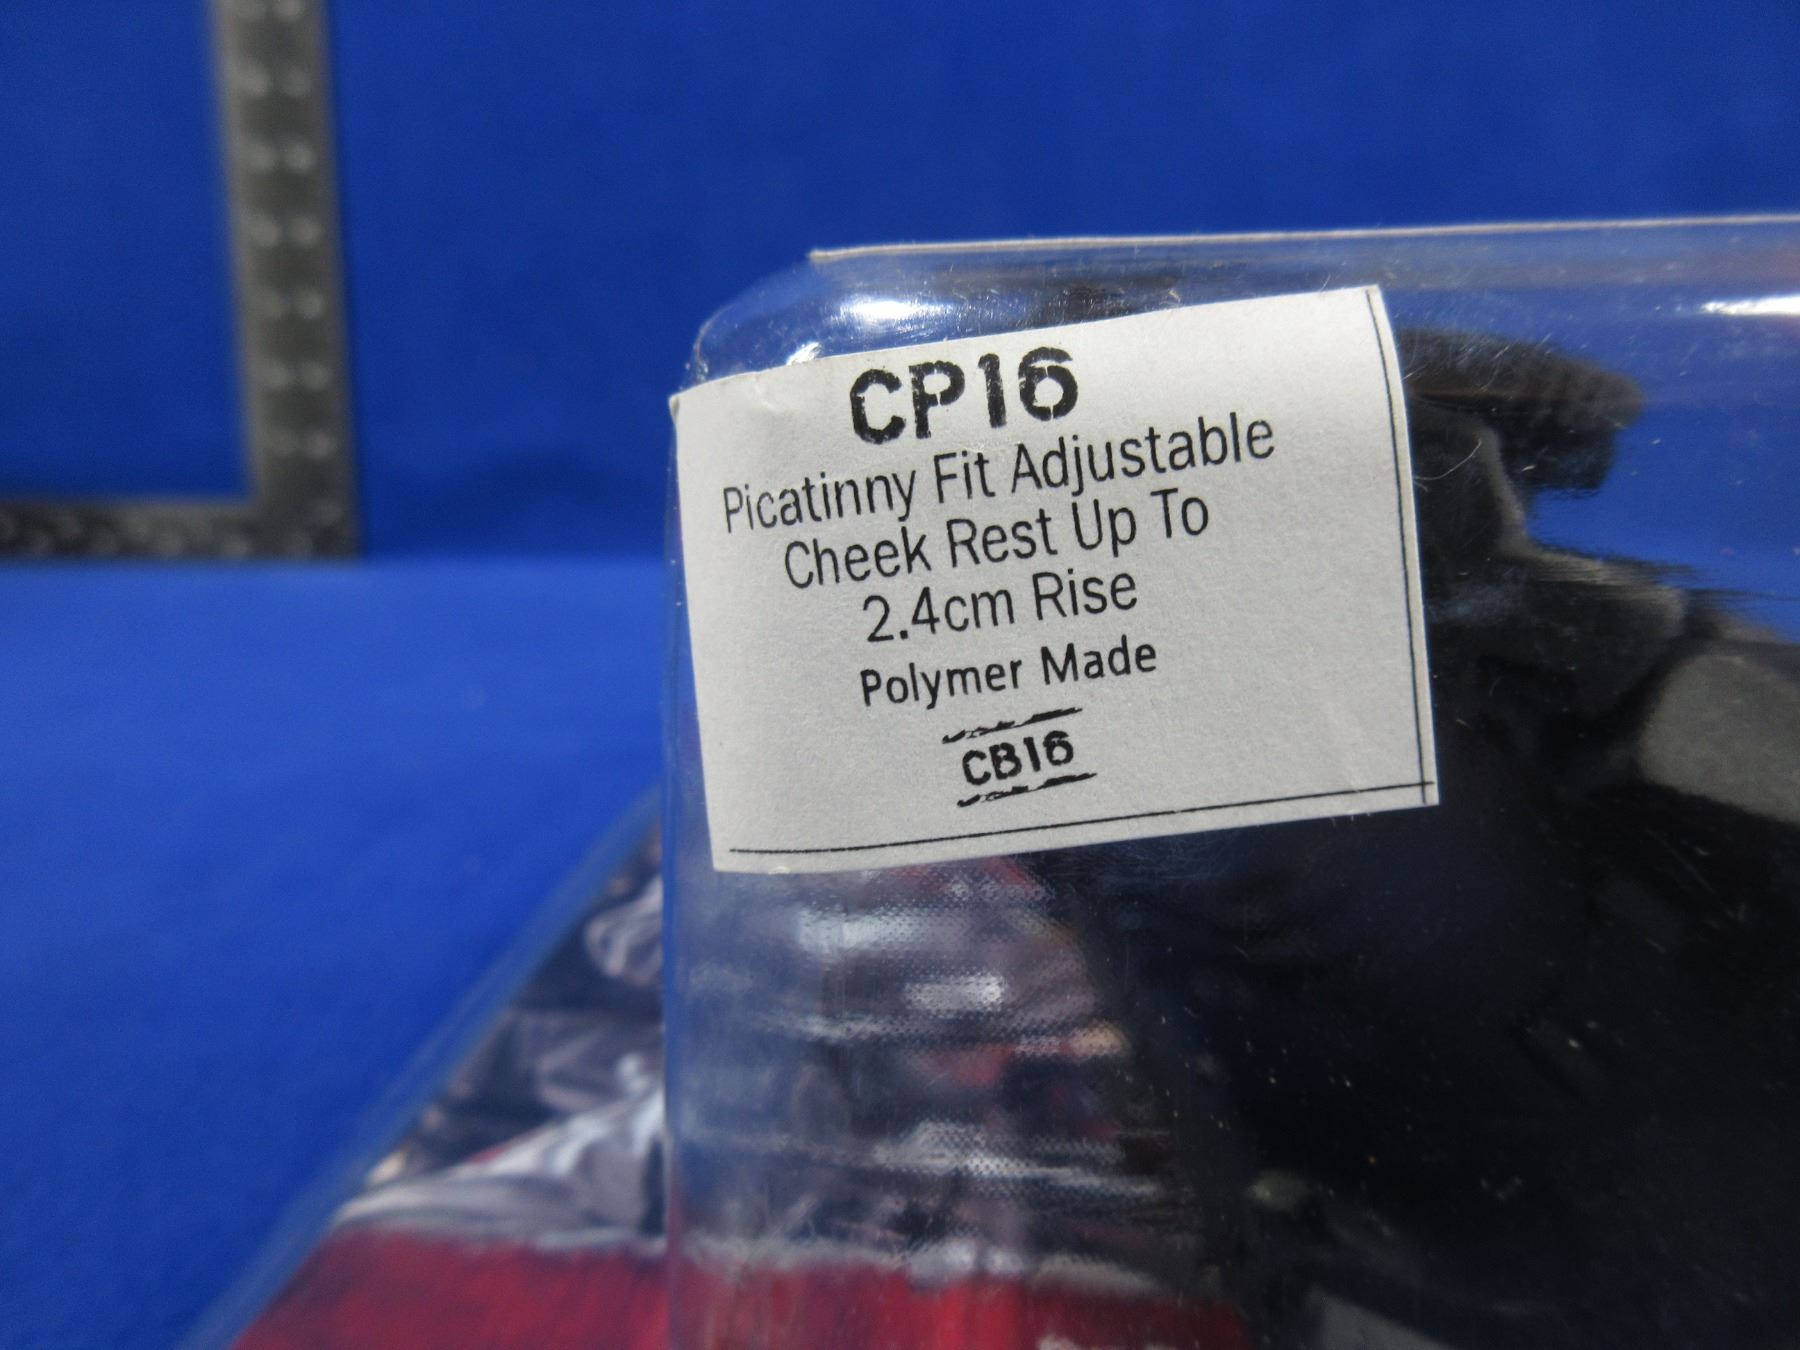 CP16
Picatinny Fit Adjustable
Cheek Rest Up To
2.4cm Rise
Polymer Made
CB16